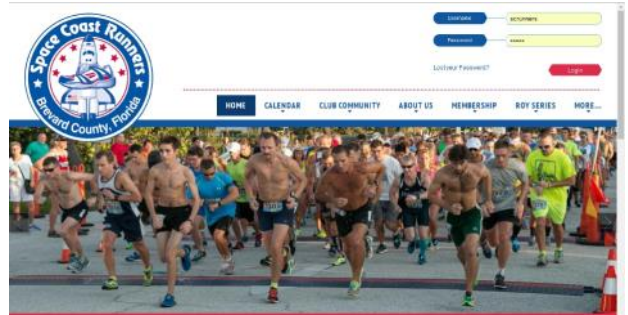 Space Coast Runners
Brevard County, Florida
Username
Password
Lost your Password?
Login
HOME CALENDAR CLUB COMMUNITY ABOUT US MEMBERSHIP ROY SERIES MORE...